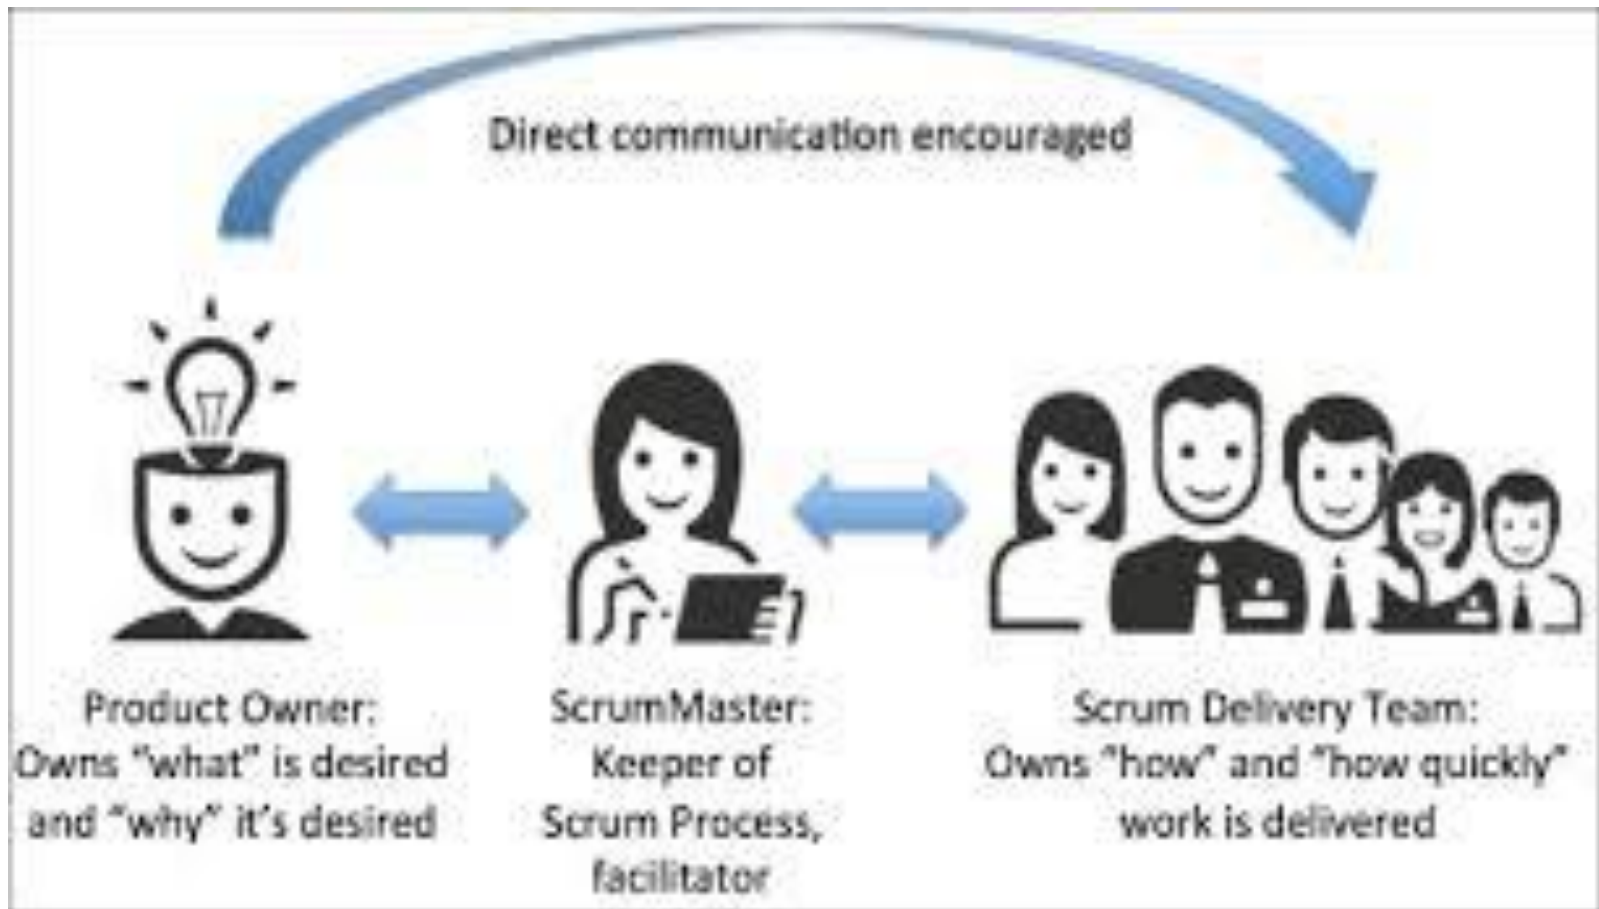 Direct communication encouraged
Product Owner:
Owns “what” is desired
and “why” it’s desired
ScrumMaster:
Keeper of
Scrum Process,
facilitator
Scrum Delivery Team:
Owns “how” and “how quickly”
work is delivered